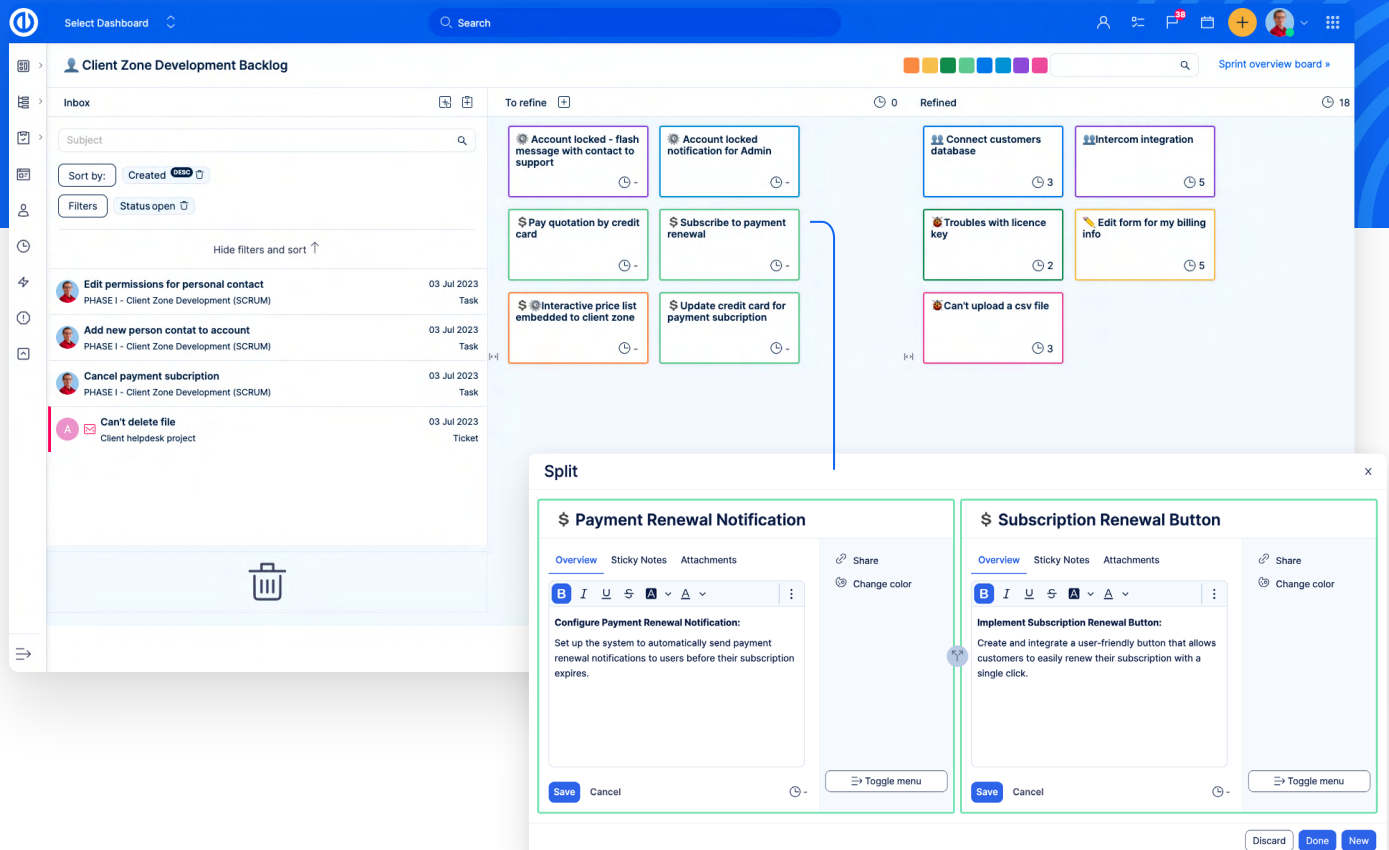 Select Dashboard
Search
38
Client Zone Development Backlog
Sprint overview board »
Inbox
To refine
0
Refined
18
Subject
Sort by:
Created DESC
Filters
Status open
Hide filters and sort
Edit permissions for personal contact
03 Jul 2023
PHASE I - Client Zone Development (SCRUM)
Task
Add new person contat to account
03 Jul 2023
PHASE I - Client Zone Development (SCRUM)
Task
Cancel payment subcription
03 Jul 2023
PHASE I - Client Zone Development (SCRUM)
Task
A
Can't delete file
03 Jul 2023
Client helpdesk project
Ticket
Account locked - flash
message with contact to
support
-
Account locked
notification for Admin
-
$ Pay quotation by credit
card
-
$ Subscribe to payment
renewal
-
$ Interactive price list
embedded to client zone
-
$ Update credit card for
payment subcription
-
Connect customers
database
3
Intercom integration
5
Troubles with licence
key
2
Edit form for my billing
info
5
Can't upload a csv file
3
Split
x
$ Payment Renewal Notification
Overview Sticky Notes Attachments
Share
Change color
B I U S A A
Configure Payment Renewal Notification:
Set up the system to automatically send payment
renewal notifications to users before their subscription
expires.
Toggle menu
Save Cancel
-
$ Subscription Renewal Button
Overview Sticky Notes Attachments
Share
Change color
B I U S A A
Implement Subscription Renewal Button:
Create and integrate a user-friendly button that allows
customers to easily renew their subscription with a
single click.
Toggle menu
Save Cancel
-
Discard Done New